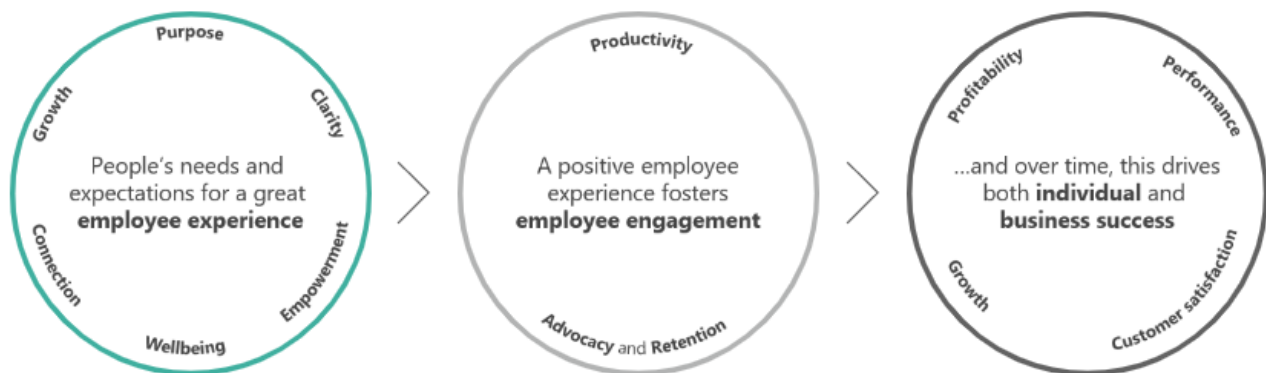 Purpose
Clarity
Empowerment
Wellbeing
Connection
Growth
People's needs and
expectations for a great
employee experience
Productivity
A positive employee
experience fosters
employee engagement
Advocacy and Retention
Profitability
Performance
...and over time, this drives
both individual and
business success
Growth
Customer satisfaction